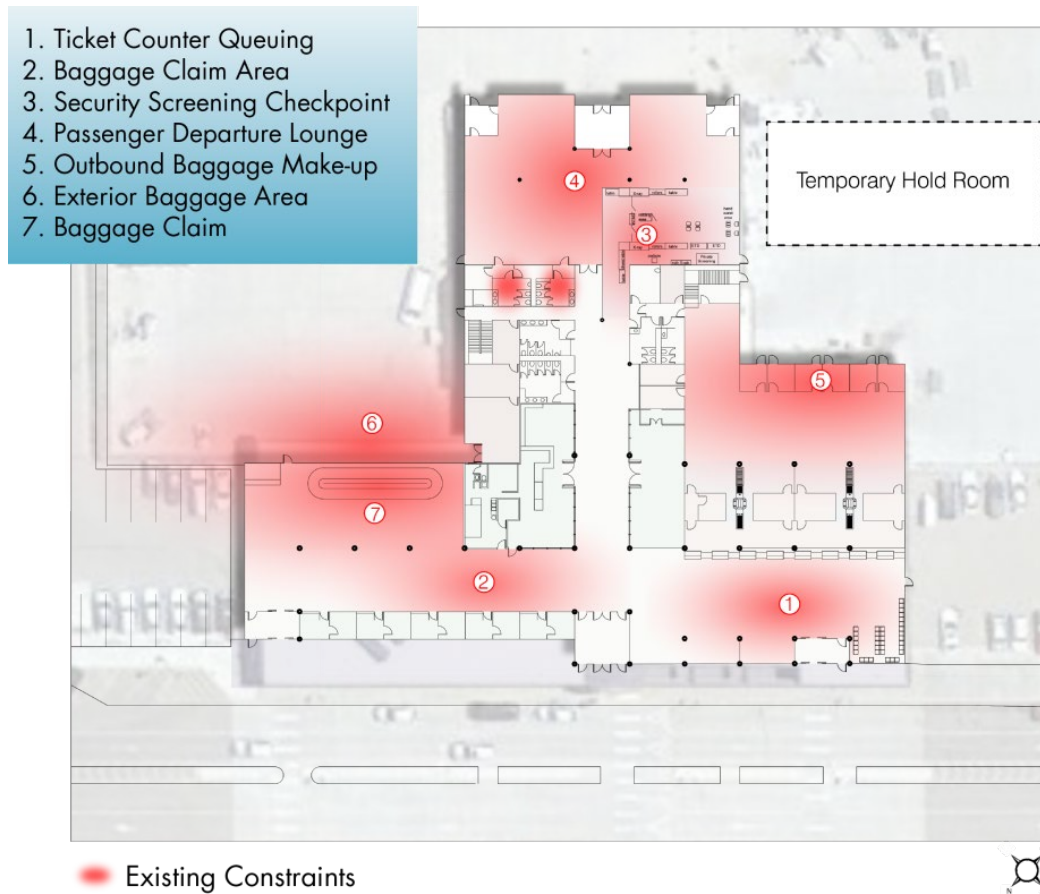 1. Ticket Counter Queuing
2. Baggage Claim Area
3. Security Screening Checkpoint
4. Passenger Departure Lounge
5. Outbound Baggage Make-up
6. Exterior Baggage Area
7. Baggage Claim
Temporary Hold Room
4
3
5
6
7
2
1
Existing Constraints
N